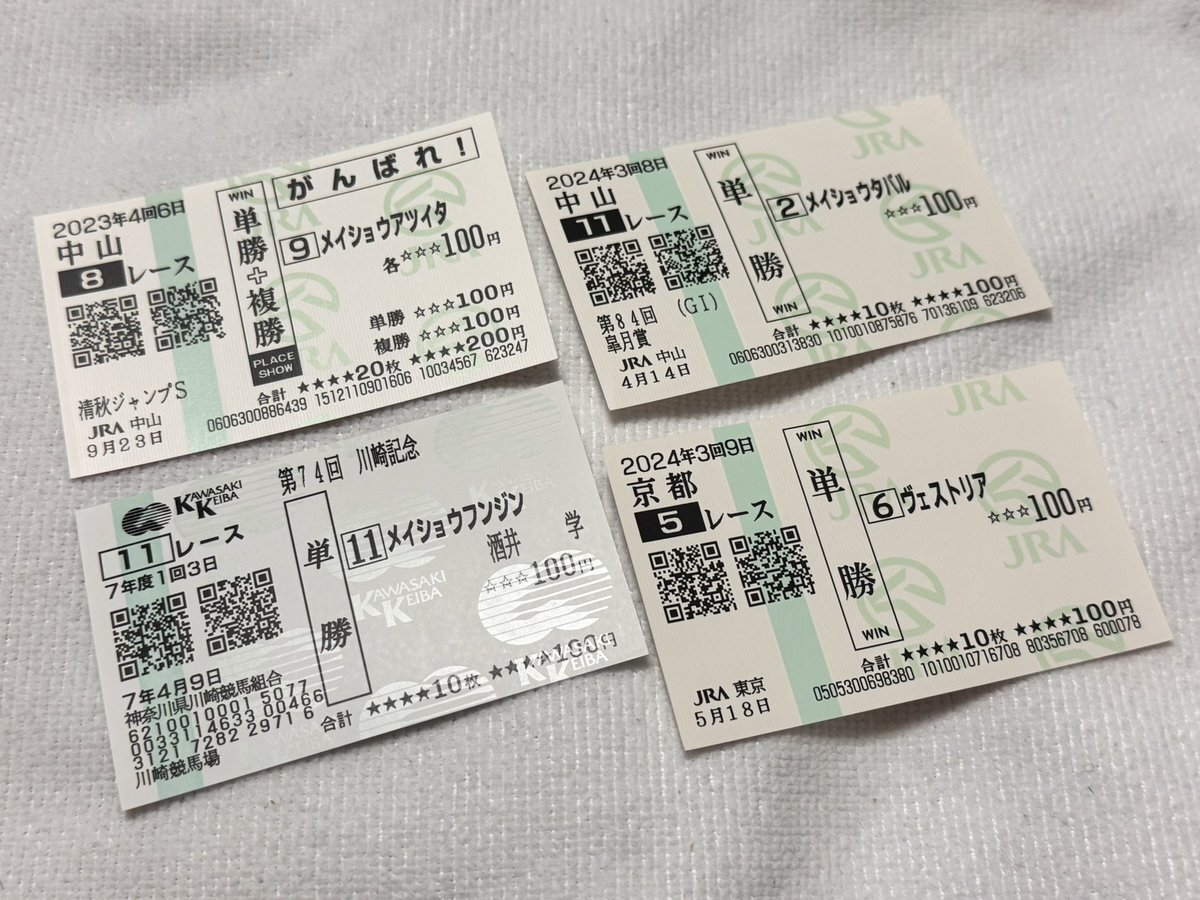 2023年4回6日
中山
8レース
清秋ジャンプS
JRA 中山
9月23日
WIN
単勝+複勝
PLACE
SHOW
がんばれ!
9 メイショウアツイタ
各☆☆☆100円
単勝 ☆☆☆100円
複勝 ☆☆☆100円
合計 ★★★★20枚 ★★★★200円
0606300886439 1512110901606 10034567 623247
JRA
2024年3回8日
中山
11レース
(GI)
第84回
皐月賞
JRA 中山
4月14日
WIN
単勝
WIN
2 メイショウタバル
☆☆☆100円
合計 ★★★★10枚 ★★★★100円
0606300313830 1010010875876 70136109 623206
JRA
JRA
KAWASAKI
KEIBA
第74回 川崎記念
11レース
7年度1回3日
7年4月9日
神奈川県川崎競馬組合
6210010001 5077
0033114633 00466
3121 7282 2971 6
川崎競馬場
単勝
11 メイショウフンジン
酒井 学
☆☆☆100円
KAWASAKI
KEIBA
KAWASAKI
KEIBA
合計 ★★★★10枚 ★★★★100円
2024年3回9日
京都
5レース
JRA 東京
5月18日
WIN
単勝
WIN
6 ヴェストリア
☆☆☆100円
合計 ★★★★10枚 ★★★★100円
0505300698380 1010010716708 80356708 600078
JRA
JRA